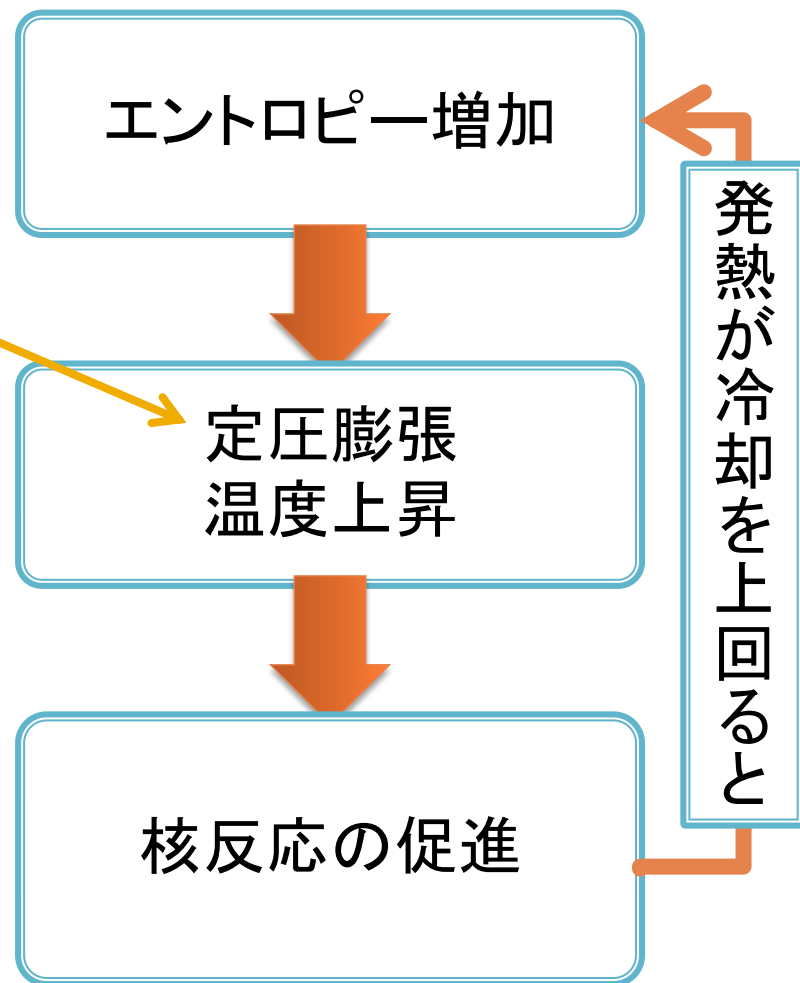 エントロピー増加
定圧膨張
温度上昇
核反応の促進
発熱が冷却を上回ると